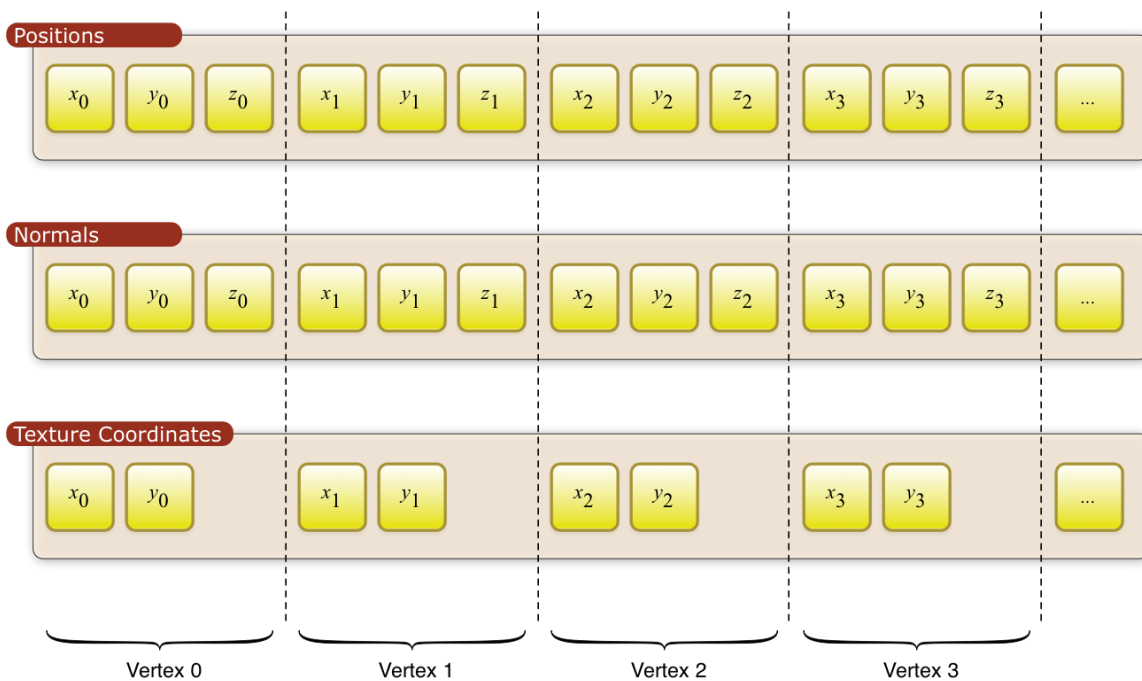 Positions
x0 y0 z0 x1 y1 z1 x2 y2 z2 x3 y3 z3 ...
Normals
x0 y0 z0 x1 y1 z1 x2 y2 z2 x3 y3 z3 ...
Texture Coordinates
x0 y0 x1 y1 x2 y2 x3 y3 ...
Vertex 0 Vertex 1 Vertex 2 Vertex 3